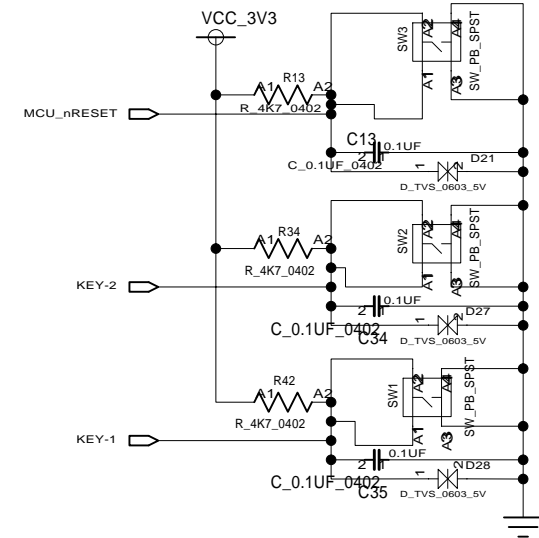 VCC_3V3
SW3
A2
A4
A1
A3
SW_PB_SPST
A1
R13
A2
R_4K7_0402
MCU_nRESET
C13
0.1UF
2
1
C_0.1UF_0402
1
2
D21
D_TVS_0603_5V
SW2
A2
A4
A1
A3
SW_PB_SPST
A1
R34
A2
R_4K7_0402
KEY-2
0.1UF
2
1
C_0.1UF_0402
C34
1
2
D27
D_TVS_0603_5V
SW1
A2
A4
A1
A3
SW_PB_SPST
A1
R42
A2
R_4K7_0402
KEY-1
0.1UF
2
1
C_0.1UF_0402
C35
1
2
D28
D_TVS_0603_5V